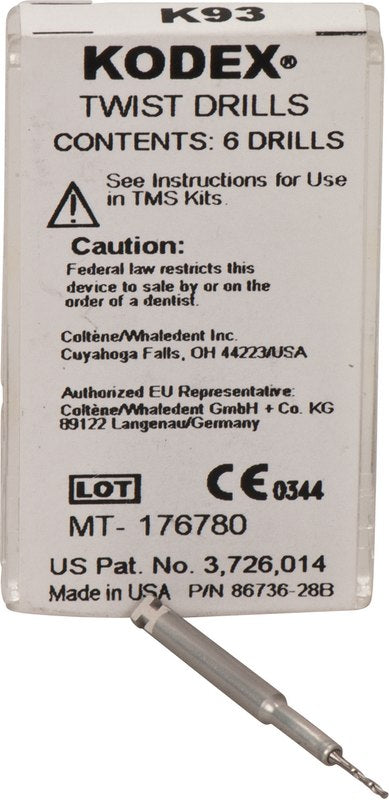 K93
KODEX®
TWIST DRILLS
CONTENTS: 6 DRILLS
See Instructions for Use
in TMS Kits.
Caution:
Federal law restricts this
device to sale by or on the
order of a dentist.
Coltène/Whaledent Inc.
Cuyahoga Falls, OH 44223/USA
Authorized EU Representative:
Coltène/Whaledent GmbH + Co. KG
89122 Langenau/Germany
LOT CE 0344
MT- 176780
US Pat. No. 3,726,014
Made in USA P/N 86736-28B